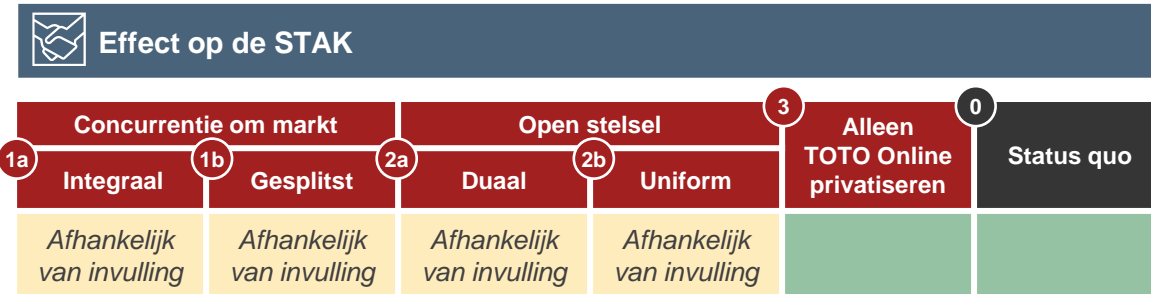 Effect op de STAK
Concurrentie om markt
Open stelsel
3
Alleen
TOTO Online
privatiseren
0
Status quo
1a
Integraal
1b
Gesplitst
2a
Duaal
2b
Uniform
Afhankelijk
van invulling
Afhankelijk
van invulling
Afhankelijk
van invulling
Afhankelijk
van invulling